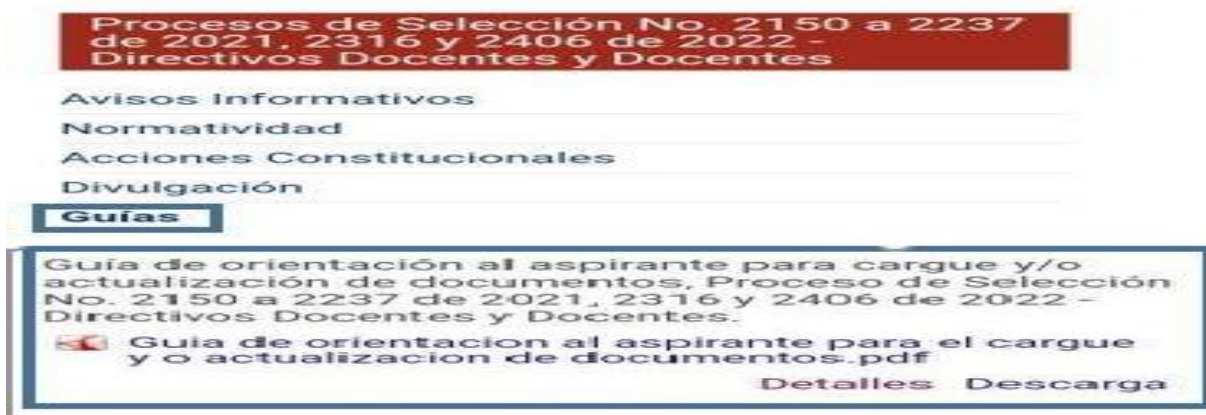 Procesos de Selección No. 2150 a 2237
de 2021, 2316 y 2406 de 2022 -
Directivos Docentes y Docentes
Avisos Informativos
Normatividad
Acciones Constitucionales
Divulgación
Guías
Guía de orientación al aspirante para cargue y/o
actualización de documentos, Proceso de Selección
No. 2150 a 2237 de 2021, 2316 y 2406 de 2022 -
Directivos Docentes y Docentes.
Guia de orientacion al aspirante para el cargue
y o actualizacion de documentos.pdf
Detalles Descarga